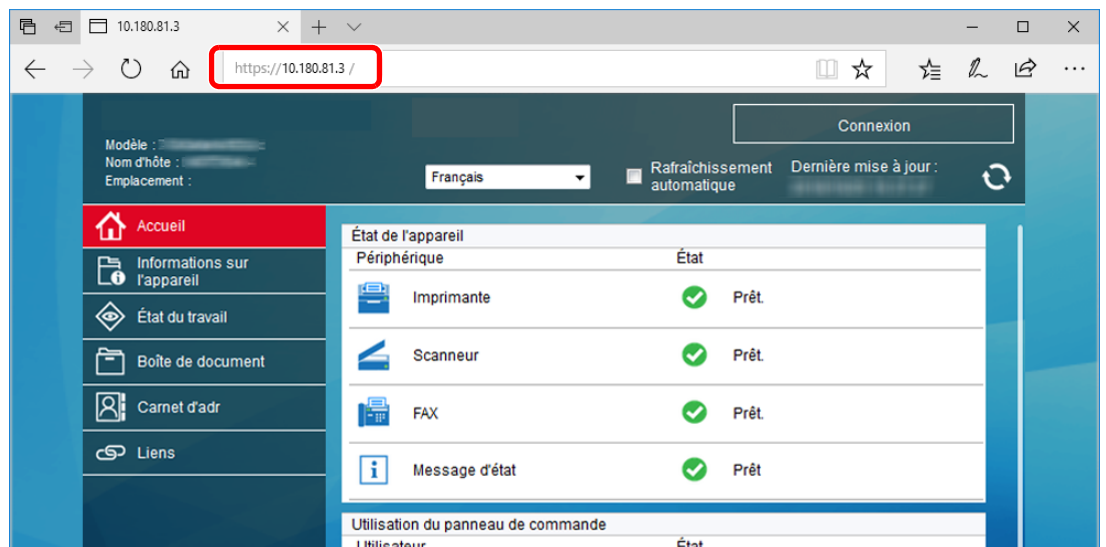 10.180.81.3
https://10.180.81.3 /
Connexion
Modèle :
Nom d'hôte :
Emplacement :
Français
Rafraîchissement
automatique
Dernière mise à jour :
Accueil
Informations sur
l'appareil
État du travail
Boîte de document
Carnet d'adr
Liens
État de l'appareil
Périphérique État
Imprimante Prêt.
Scanneur Prêt.
FAX Prêt.
Message d'état Prêt
Utilisation du panneau de commande
Utilisateur État